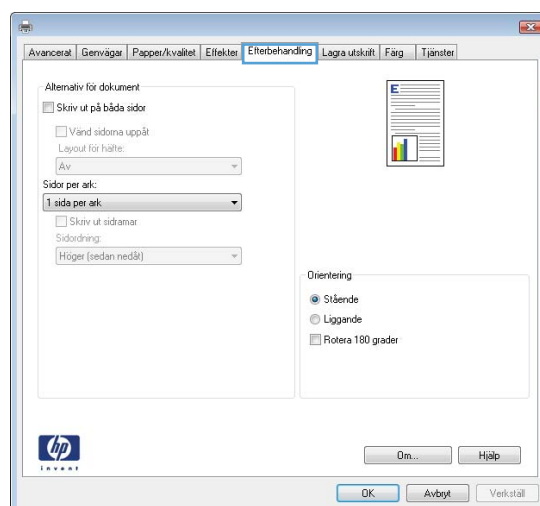 Avancerat Genvägar Papper/kvalitet Effekter Efterbehandling Lagra utskrift Färg Tjänster
Alternativ för dokument
Skriv ut på båda sidor
Vänd sidorna uppåt
Layout för häfte:
Av
Sidor per ark:
1 sida per ark
Skriv ut sidramar
Sidordning:
Höger (sedan nedåt)
E
Orientering
Stående
Liggande
Rotera 180 grader
hp
invent
Om... Hjälp
OK Avbryt Verkställ